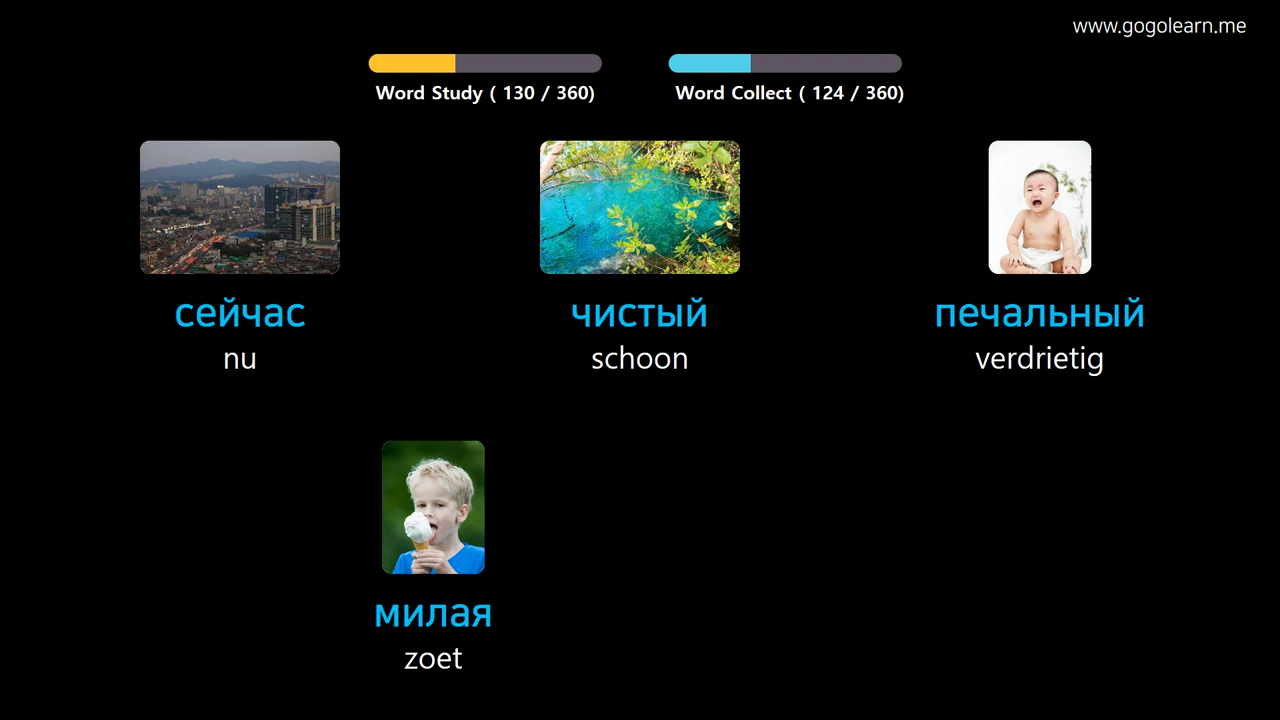 www.gogolearn.me
Word Study ( 130 / 360)
Word Collect ( 124 / 360)
сейчас
nu
чистый
schoon
печальный
verdrietig
милая
zoet